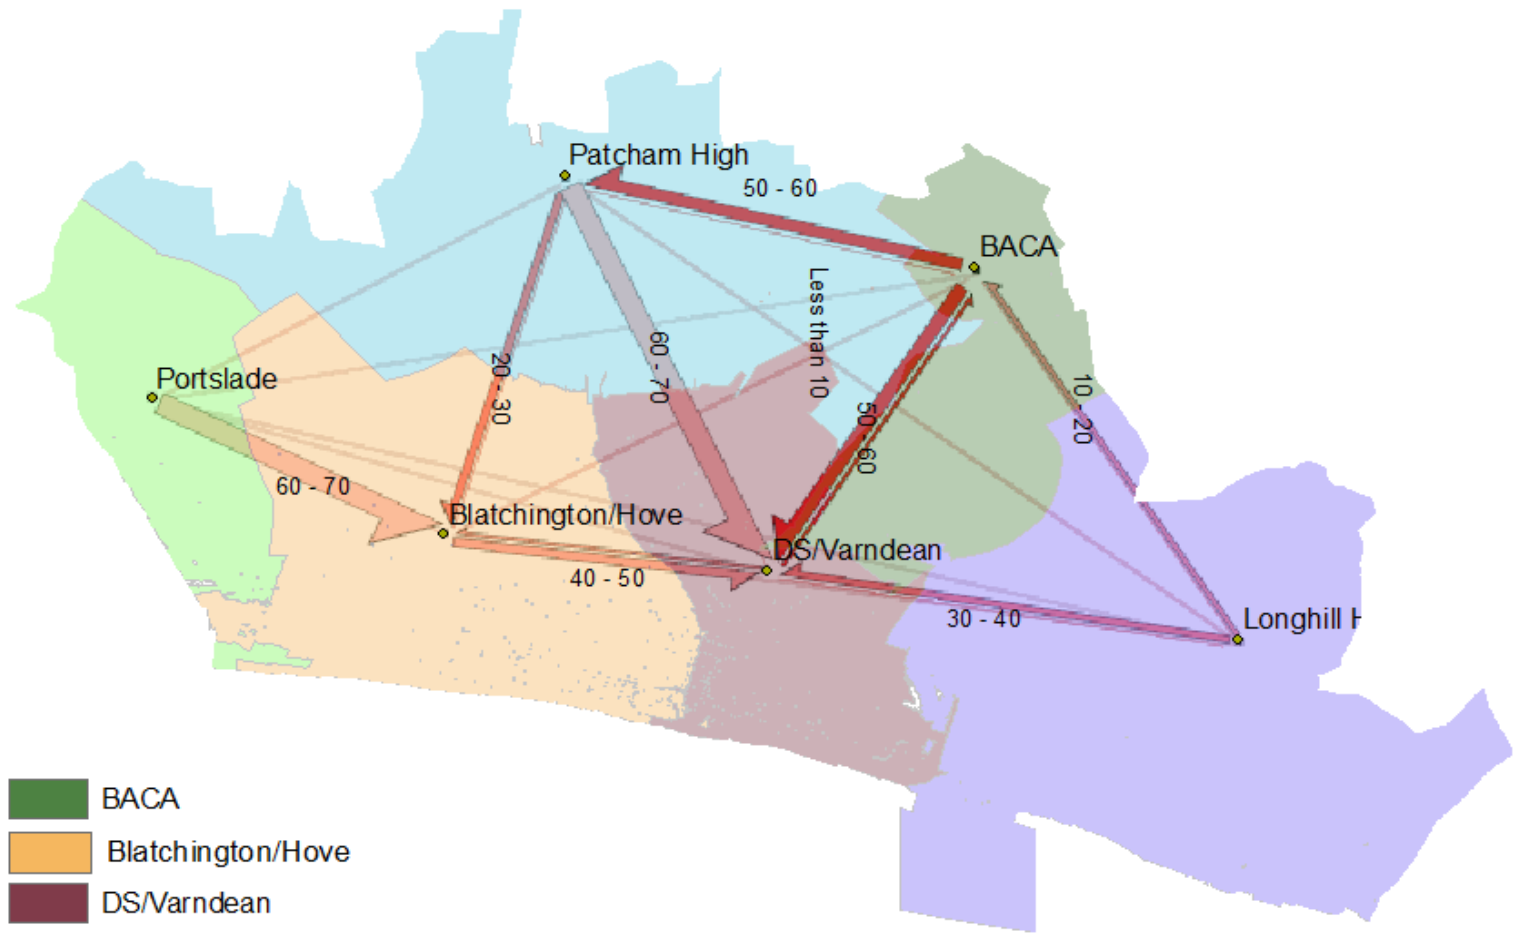 Patcham High
50 - 60
BACA
Less than 10
60 - 70
20 - 30
Portslade
10 - 20
50 - 60
60 - 70
Blatchington/Hove
DS/Varndean
40 - 50
30 - 40
Longhill H
BACA
Blatchington/Hove
DS/Varndean